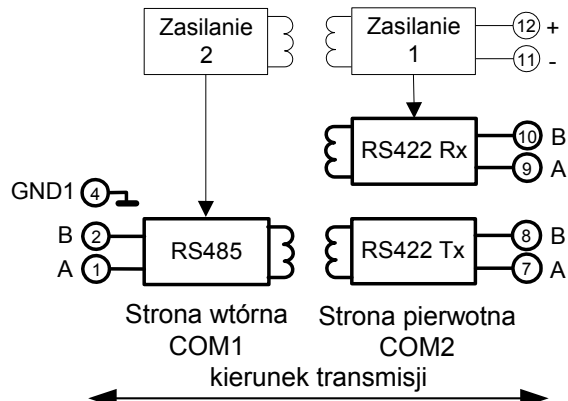 Zasilanie
2
Zasilanie
1
12 +
11 -
RS422 Rx
10 B
9 A
GND1 4
B 2
A 1
RS485
RS422 Tx
8 B
7 A
Strona wtórna
COM1
Strona pierwotna
COM2
kierunek transmisji